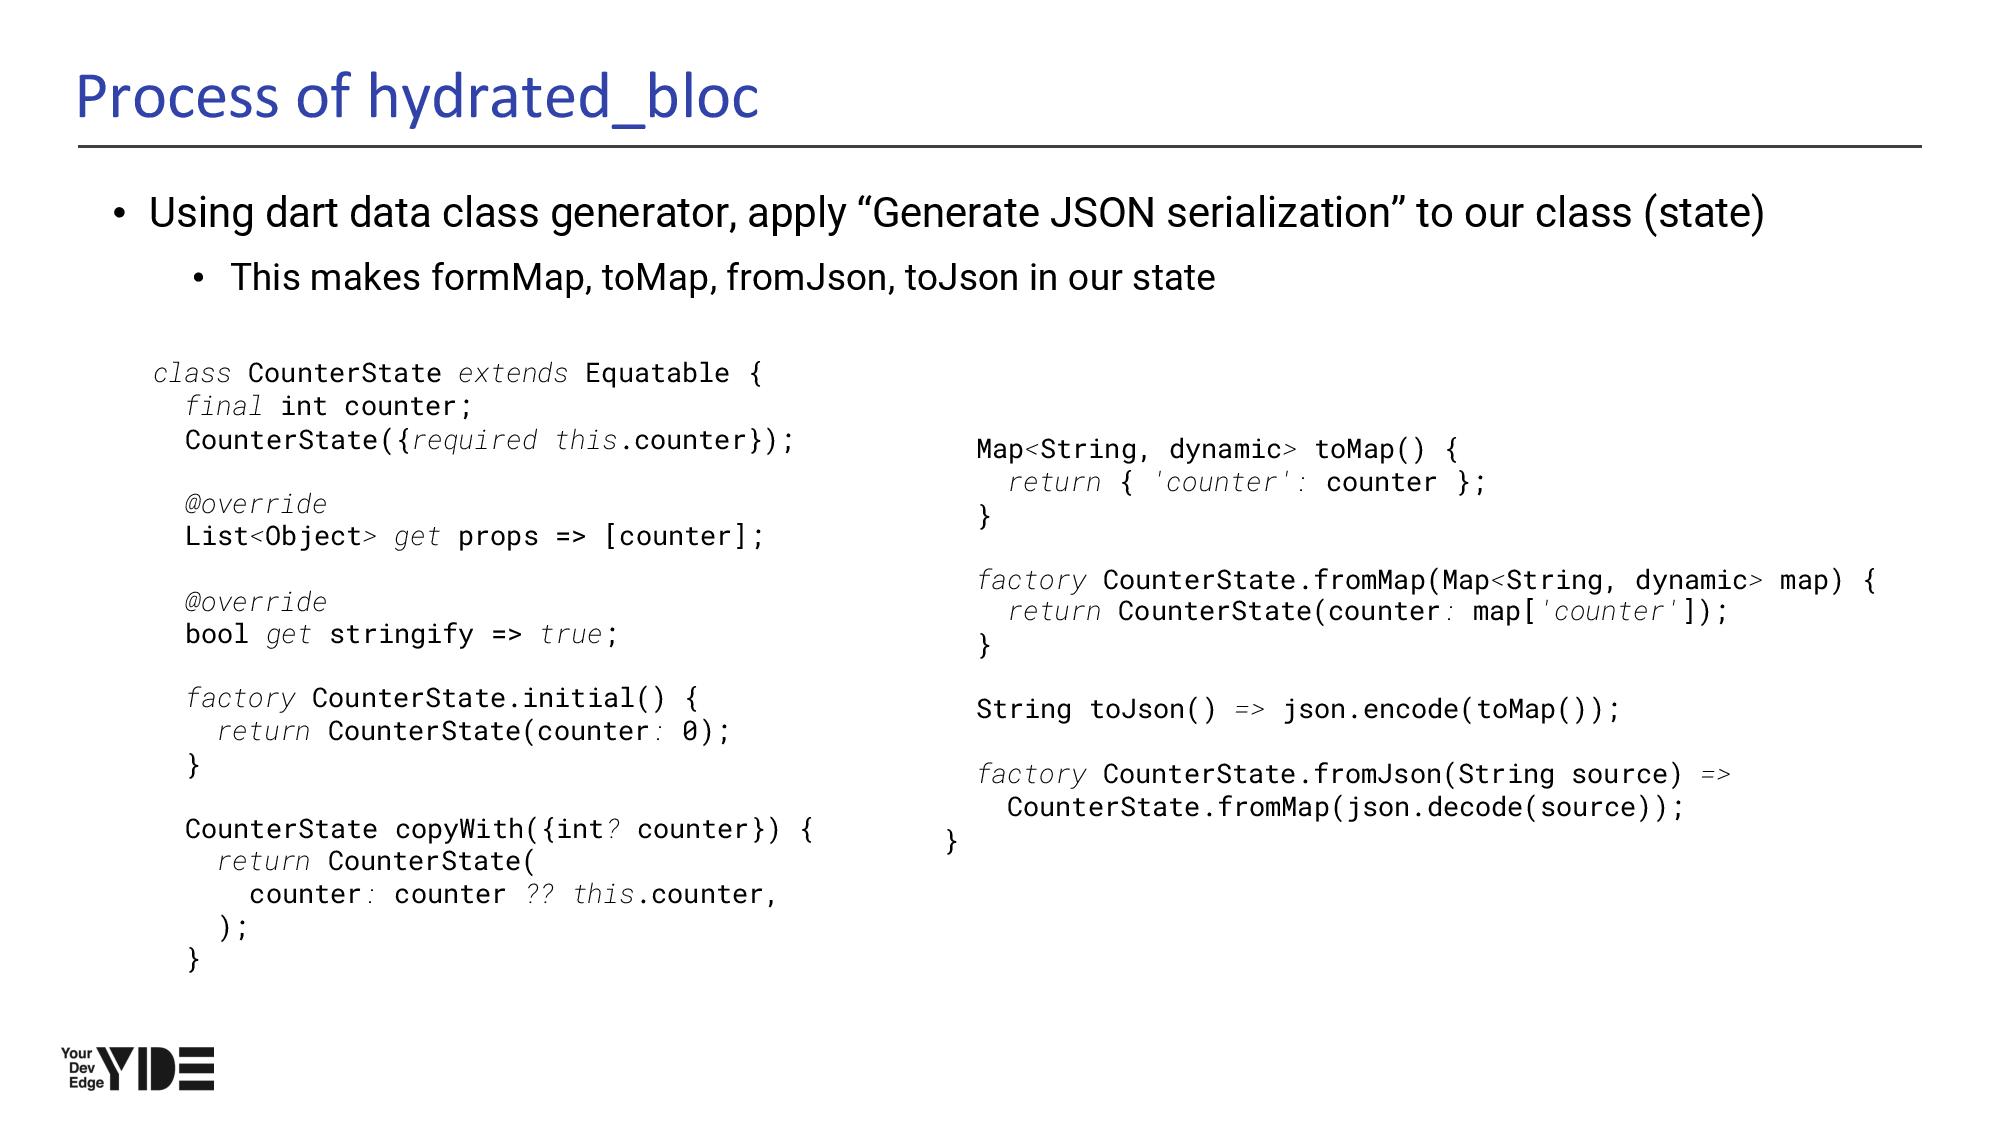 Process of hydrated_bloc
• Using dart data class generator, apply “Generate JSON serialization” to our class (state)
• This makes formMap, toMap, fromJson, toJson in our state
class CounterState extends Equatable {
  final int counter;
  CounterState({required this.counter});

  @override
  List<Object> get props => [counter];

  @override
  bool get stringify => true;

  factory CounterState.initial() {
    return CounterState(counter: 0);
  }

  CounterState copyWith({int? counter}) {
    return CounterState(
      counter: counter ?? this.counter,
    );
  }

  Map<String, dynamic> toMap() {
    return { 'counter': counter };
  }

  factory CounterState.fromMap(Map<String, dynamic> map) {
    return CounterState(counter: map['counter']);
  }

  String toJson() => json.encode(toMap());

  factory CounterState.fromJson(String source) =>
    CounterState.fromMap(json.decode(source));
}
Your
Dev
Edge
YDE